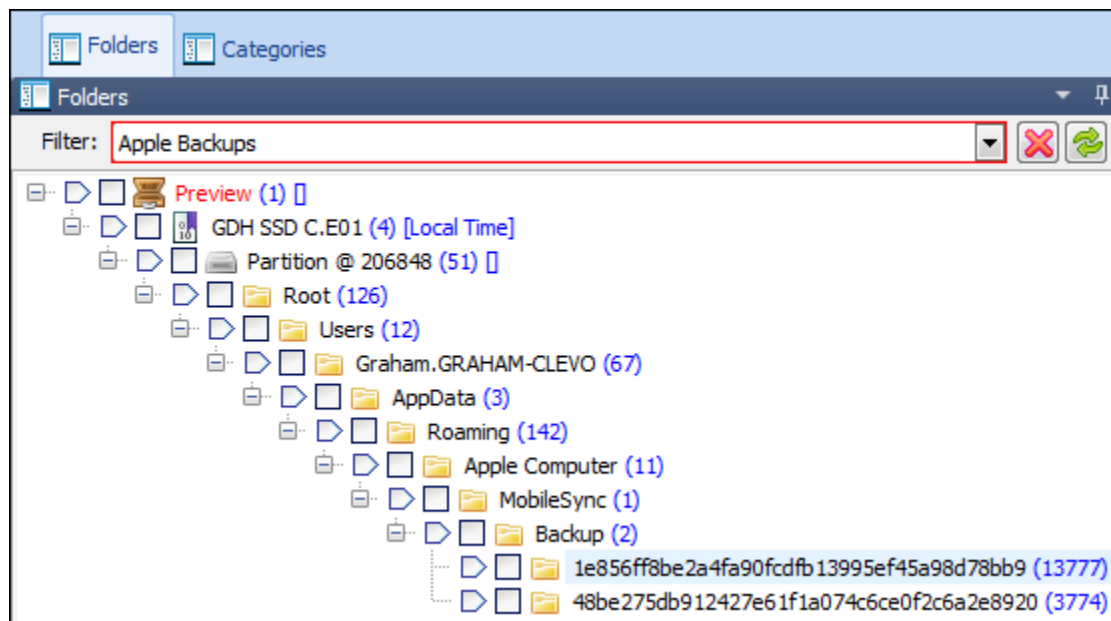 Folders Categories
Folders
Filter: Apple Backups
Preview (1) []
GDH SSD C.E01 (4) [Local Time]
Partition @ 206848 (51) []
Root (126)
Users (12)
Graham.GRAHAM-CLEVO (67)
AppData (3)
Roaming (142)
Apple Computer (11)
MobileSync (1)
Backup (2)
1e856ff8be2a4fa90fcdfb13995ef45a98d78bb9 (13777)
48be275db912427e61f1a074c6ce0f2c6a2e8920 (3774)